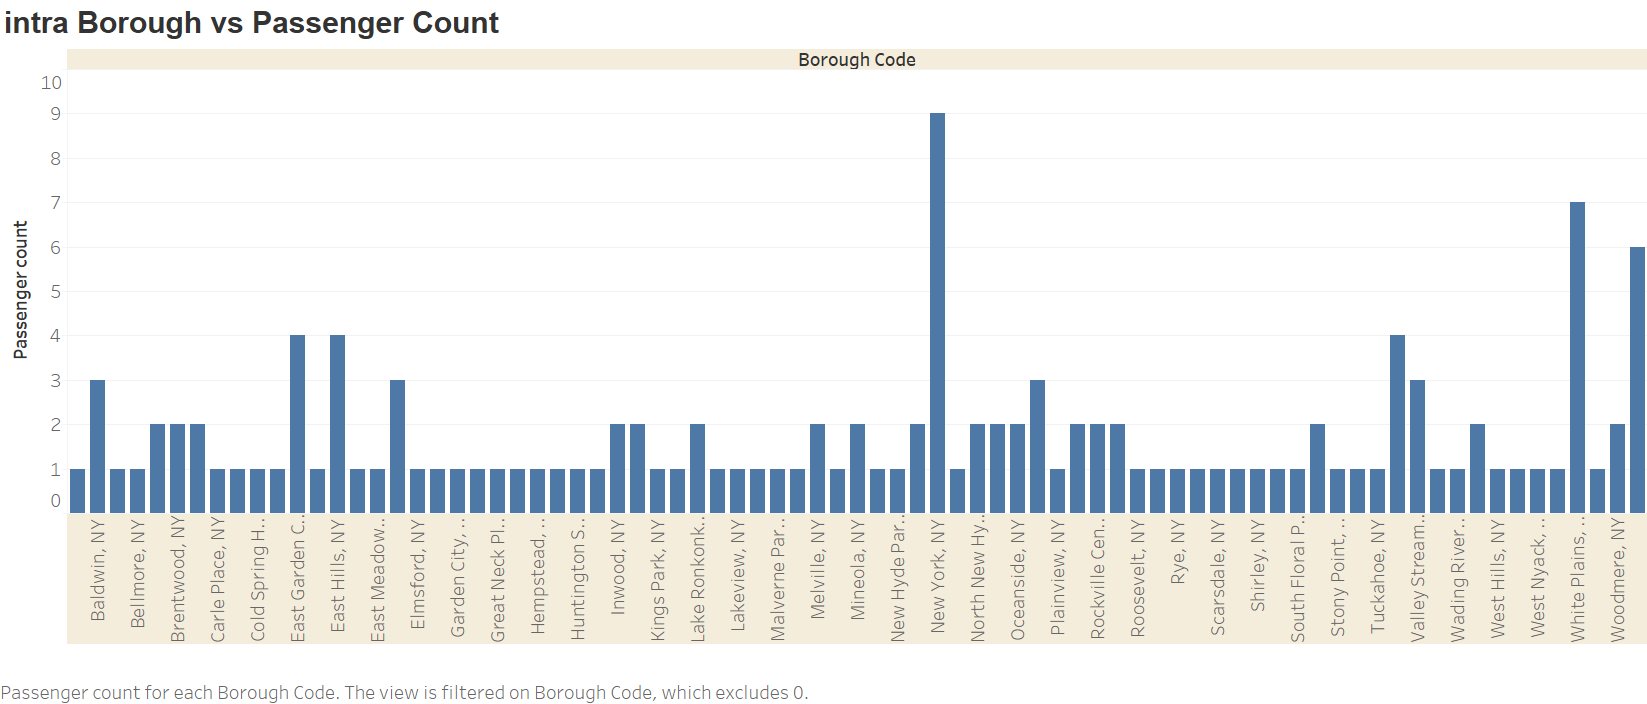 intra Borough vs Passenger Count
Borough Code
10
9
8
7
6
5
4
3
2
1
0
Passenger count
Baldwin, NY
Bellmore, NY
Brentwood, NY
Carle Place, NY
Cold Spring H..
East Garden C..
East Hills, NY
East Meadow..
Elmsford, NY
Garden City, ..
Great Neck Pl..
Hempstead, ..
Huntington S..
Inwood, NY
Kings Park, NY
Lake Ronkonk..
Lakeview, NY
Malverne Par..
Melville, NY
Mineola, NY
New Hyde Par..
New York, NY
North New Hy..
Oceanside, NY
Plainview, NY
Rockville Cen..
Roosevelt, NY
Rye, NY
Scarsdale, NY
Shirley, NY
South Floral P..
Stony Point, ..
Tuckahoe, NY
Valley Stream..
Wading River..
West Hills, NY
West Nyack, ..
White Plains, ..
Woodmere, NY
Passenger count for each Borough Code. The view is filtered on Borough Code, which excludes 0.